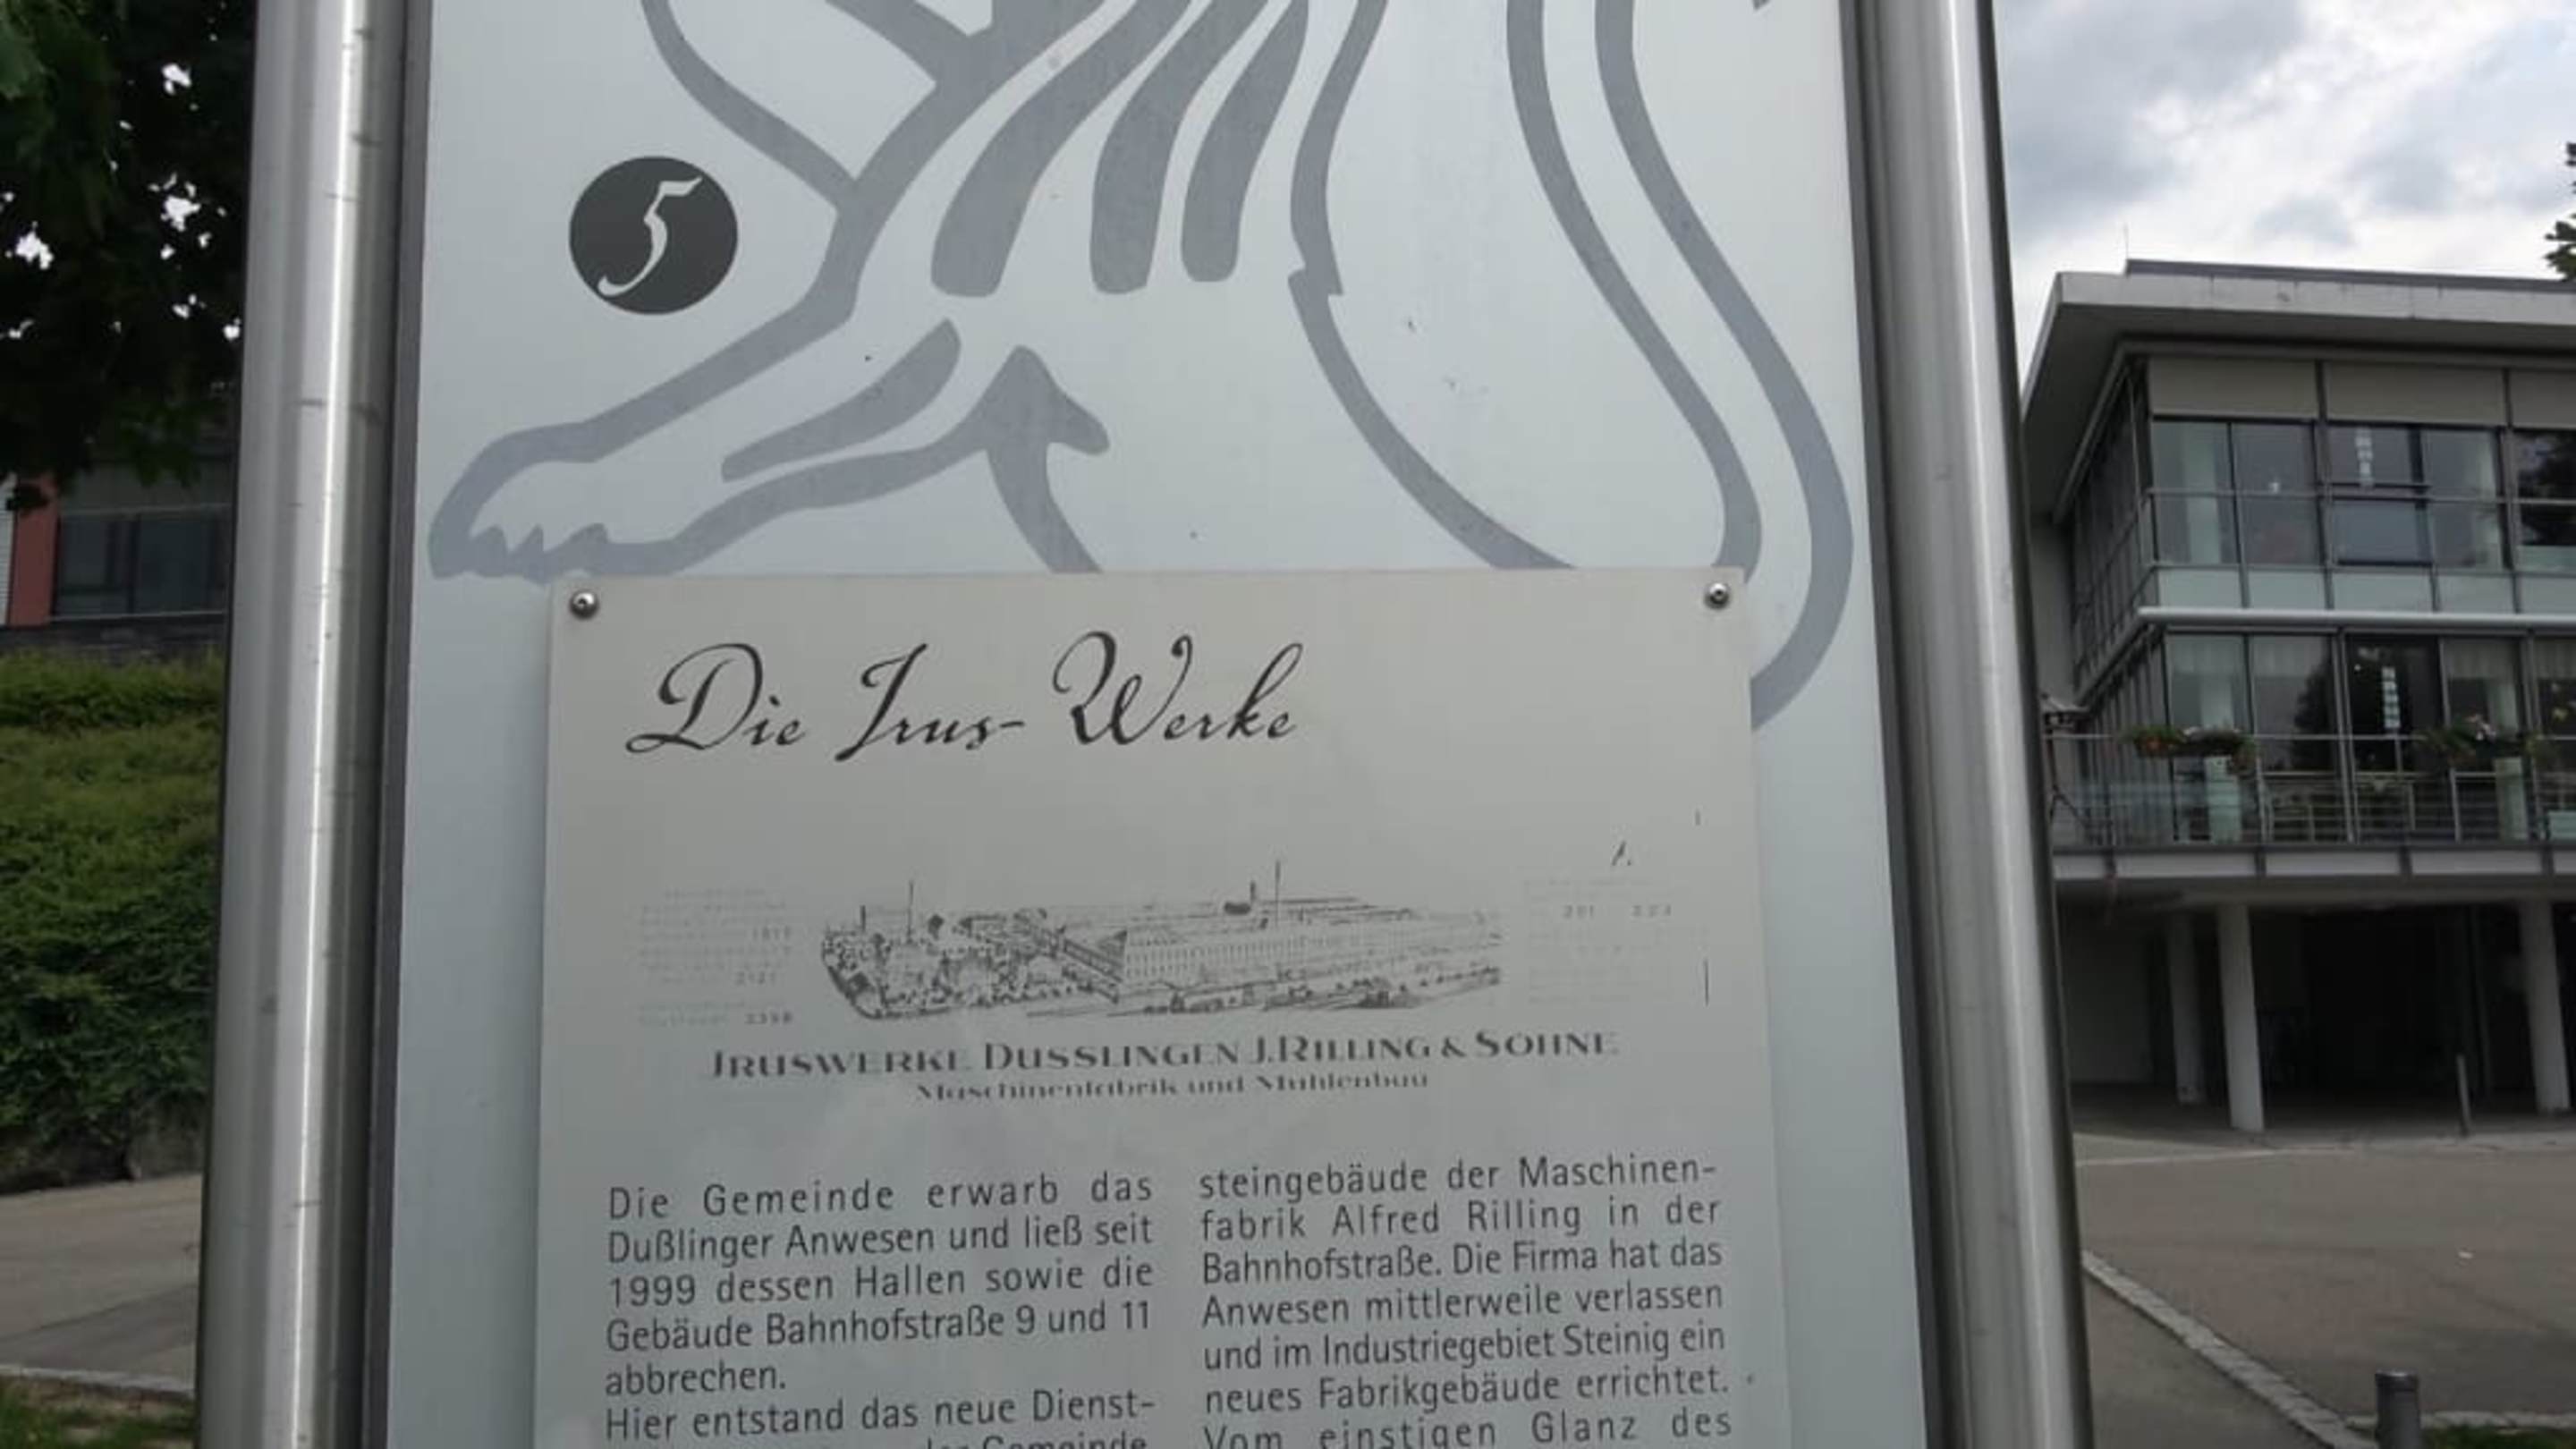 5
Die Irus-Werke
IRUSWERKE DUSSLINGEN J.RILLING & SÖHNE
Maschinenfabrik und Mühlenbau
Die Gemeinde erwarb das
Dußlinger Anwesen und ließ seit
1999 dessen Hallen sowie die
Gebäude Bahnhofstraße 9 und 11
abbrechen.
Hier entstand das neue Dienst-
der Gemeinde
steingebäude der Maschinen-
fabrik Alfred Rilling in der
Bahnhofstraße. Die Firma hat das
Anwesen mittlerweile verlassen
und im Industriegebiet Steinig ein
neues Fabrikgebäude errichtet.
Vom einstigen Glanz des